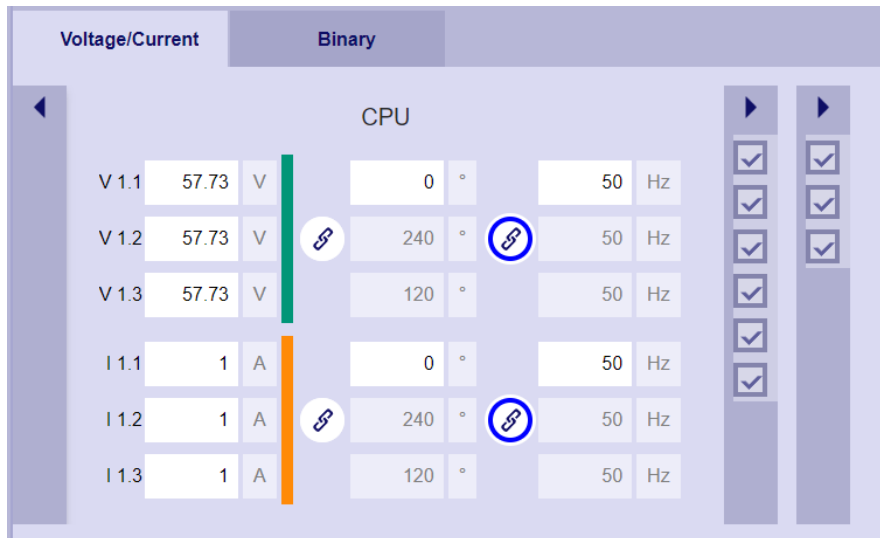 Voltage/Current Binary
CPU
V 1.1 57.73 V 0 ° 50 Hz
V 1.2 57.73 V 240 ° 50 Hz
V 1.3 57.73 V 120 ° 50 Hz
I 1.1 1 A 0 ° 50 Hz
I 1.2 1 A 240 ° 50 Hz
I 1.3 1 A 120 ° 50 Hz